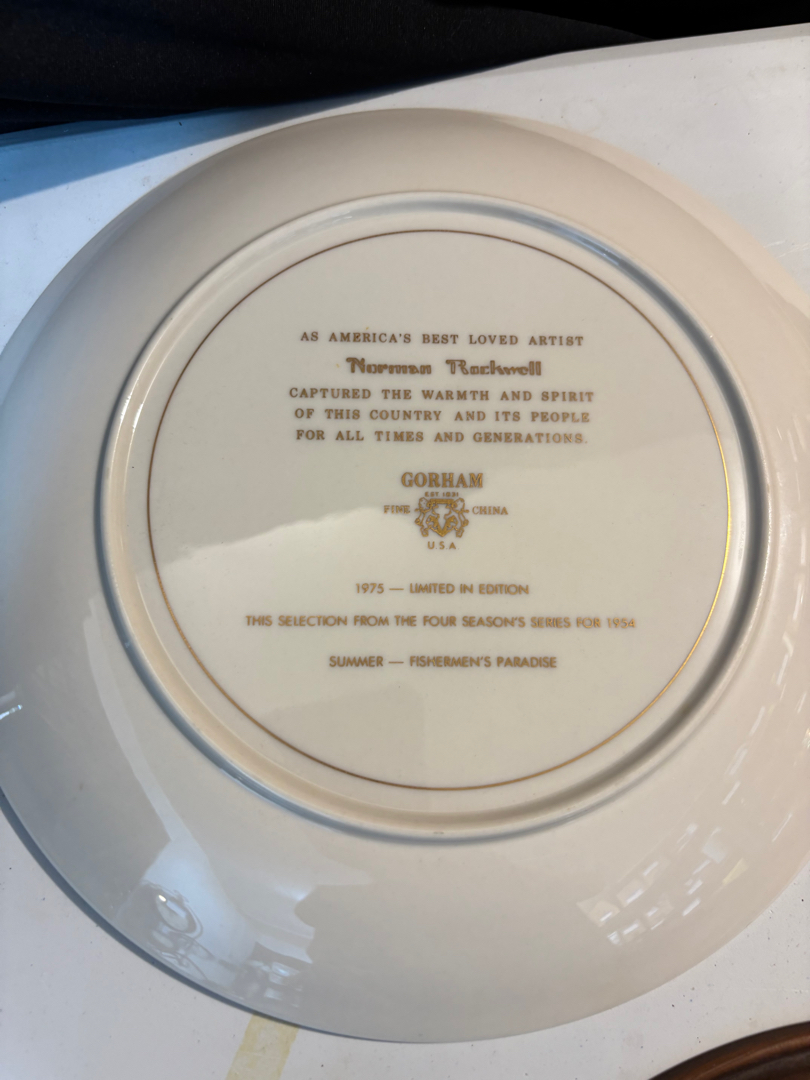 AS AMERICA'S BEST LOVED ARTIST
Norman Rockwell
CAPTURED THE WARMTH AND SPIRIT
OF THIS COUNTRY AND ITS PEOPLE
FOR ALL TIMES AND GENERATIONS.
GORHAM
EST 1831
FINE CHINA
USA
1975 — LIMITED IN EDITION
THIS SELECTION FROM THE FOUR SEASON'S SERIES FOR 1954
SUMMER — FISHERMEN'S PARADISE